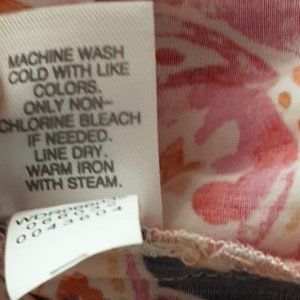 MACHINE WASH
COLD WITH LIKE
COLORS.
ONLY NON-
CHLORINE BLEACH
IF NEEDED.
LINE DRY.
WARM IRON
WITH STEAM.